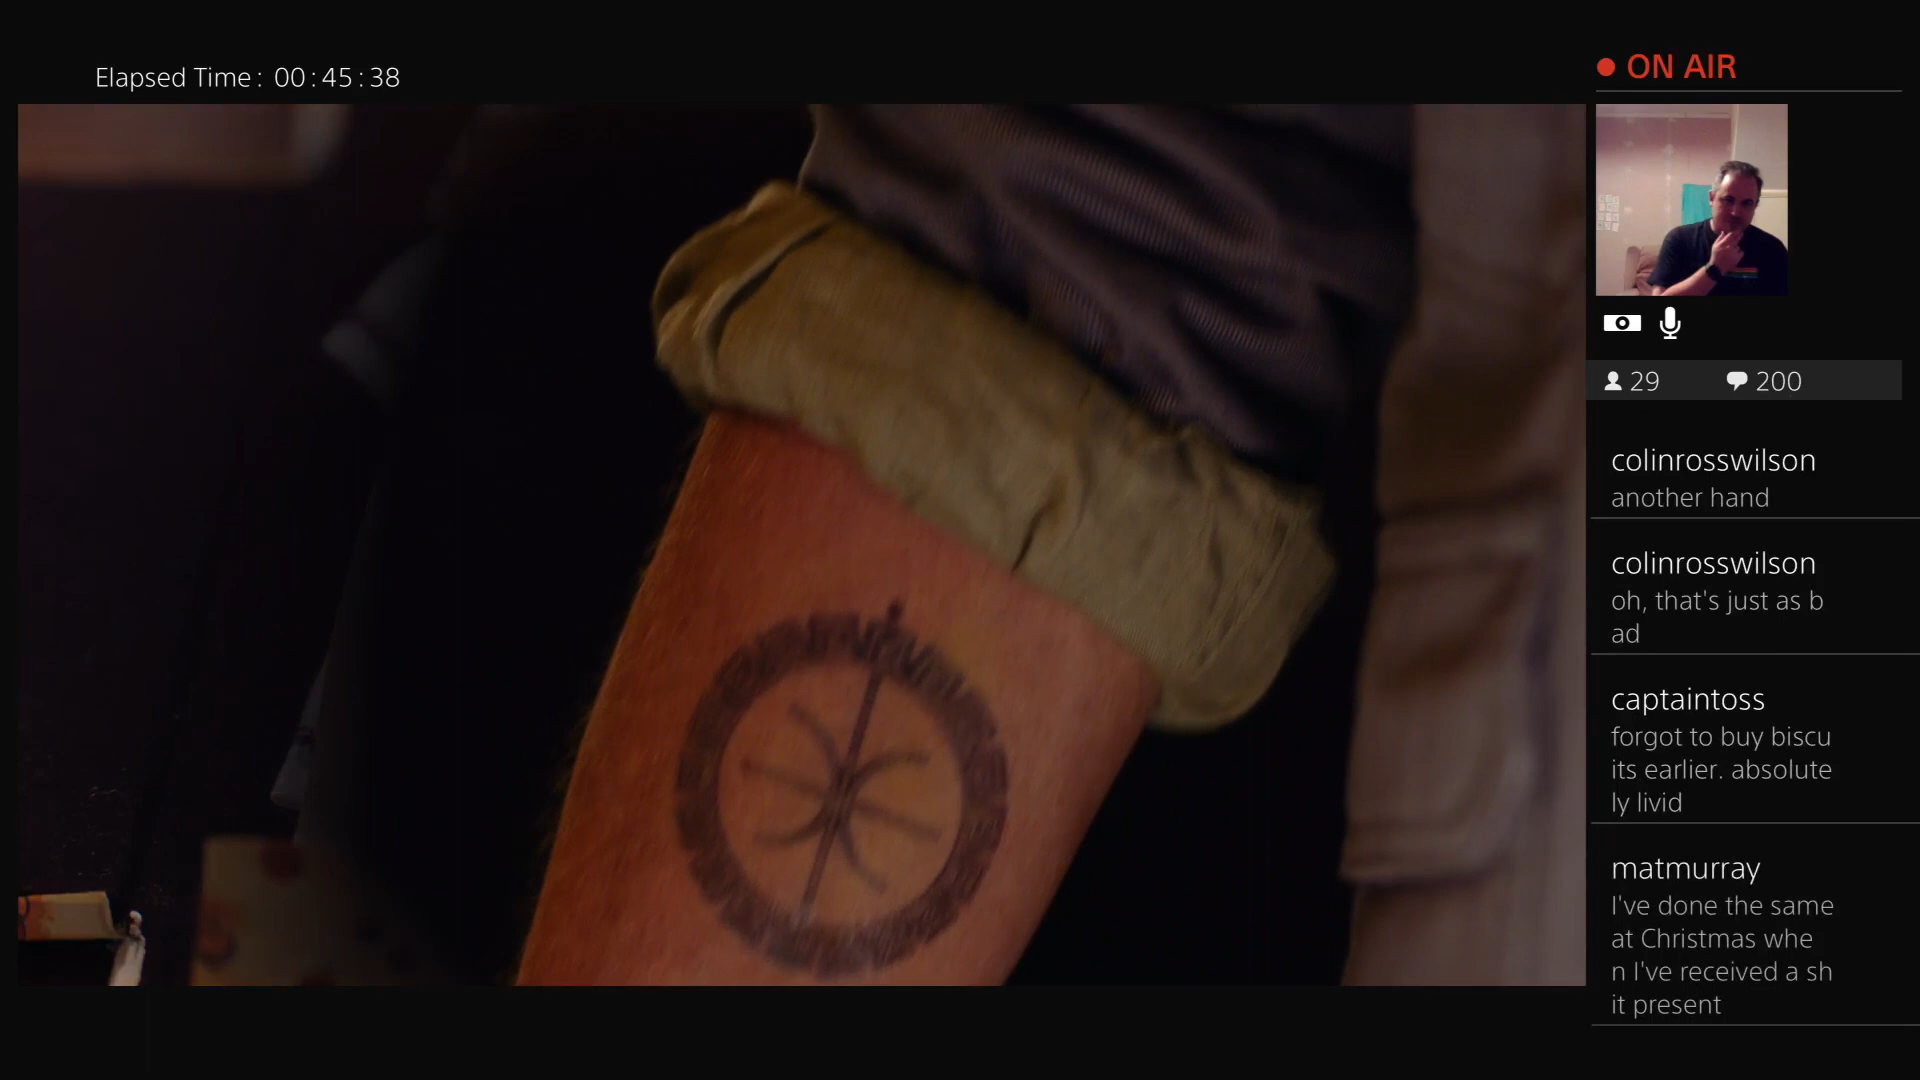 Elapsed Time: 00:45:38
ON AIR
29 200
colinrosswilson
another hand
colinrosswilson
oh, that's just as b
ad
captaintoss
forgot to buy biscu
its earlier. absolute
ly livid
matmurray
I've done the same
at Christmas whe
n I've received a sh
it present